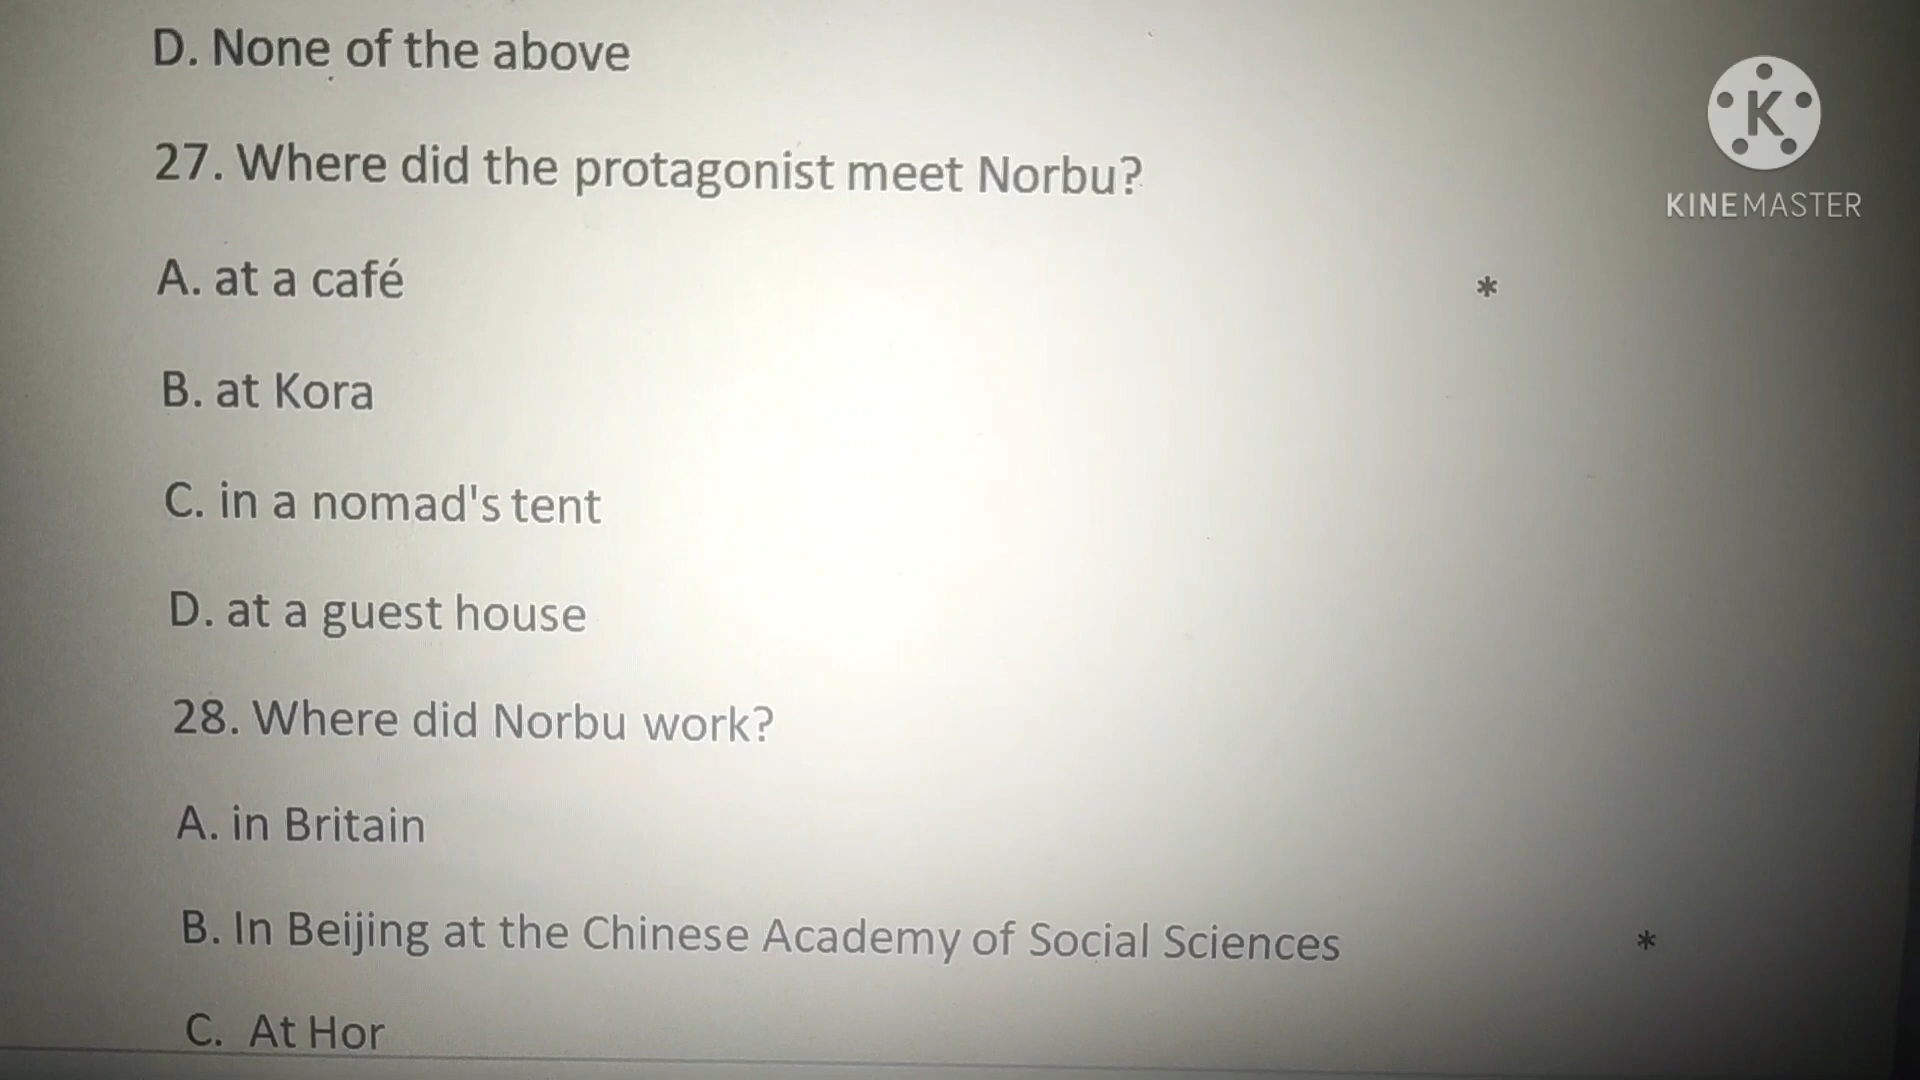 D. None of the above
27. Where did the protagonist meet Norbu?
A. at a café *
B. at Kora
C. in a nomad's tent
D. at a guest house
28. Where did Norbu work?
A. in Britain
B. In Beijing at the Chinese Academy of Social Sciences *
C. At Hor
K
KINEMASTER